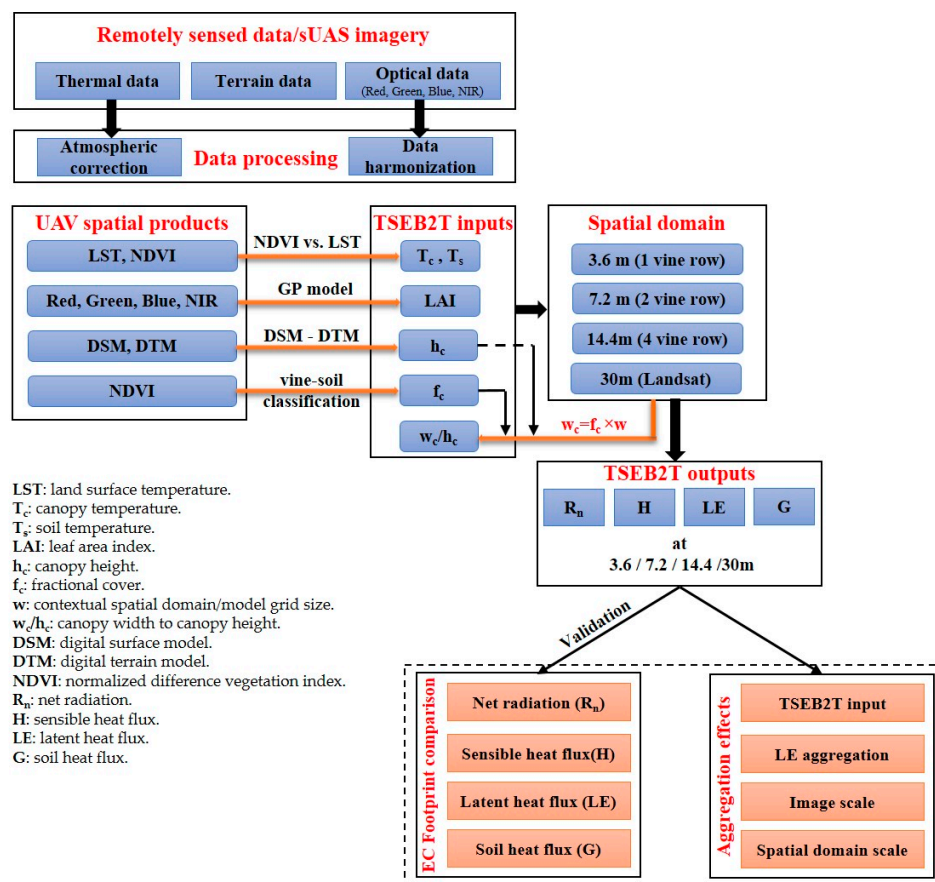 Remotely sensed data/sUAS imagery
Thermal data
Terrain data
Optical data
(Red, Green, Blue, NIR)
Atmospheric
correction
Data processing
Data
harmonization
UAV spatial products
LST, NDVI
Red, Green, Blue, NIR
DSM, DTM
NDVI
NDVI vs. LST
GP model
DSM - DTM
vine-soil
classification
TSEB2T inputs
Tc , Ts
LAI
hc
fc
wc/hc
wc=fc ×w
Spatial domain
3.6 m (1 vine row)
7.2 m (2 vine row)
14.4m (4 vine row)
30m (Landsat)
TSEB2T outputs
Rn
H
LE
G
at
3.6 / 7.2 / 14.4 /30m
LST: land surface temperature.
Tc: canopy temperature.
Ts: soil temperature.
LAI: leaf area index.
hc: canopy height.
fc: fractional cover.
w: contextual spatial domain/model grid size.
wc/hc: canopy width to canopy height.
DSM: digital surface model.
DTM: digital terrain model.
NDVI: normalized difference vegetation index.
Rn: net radiation.
H: sensible heat flux.
LE: latent heat flux.
G: soil heat flux.
Validation
EC Footprint comparison
Net radiation (Rn)
Sensible heat flux(H)
Latent heat flux (LE)
Soil heat flux (G)
Aggregation effects
TSEB2T input
LE aggregation
Image scale
Spatial domain scale